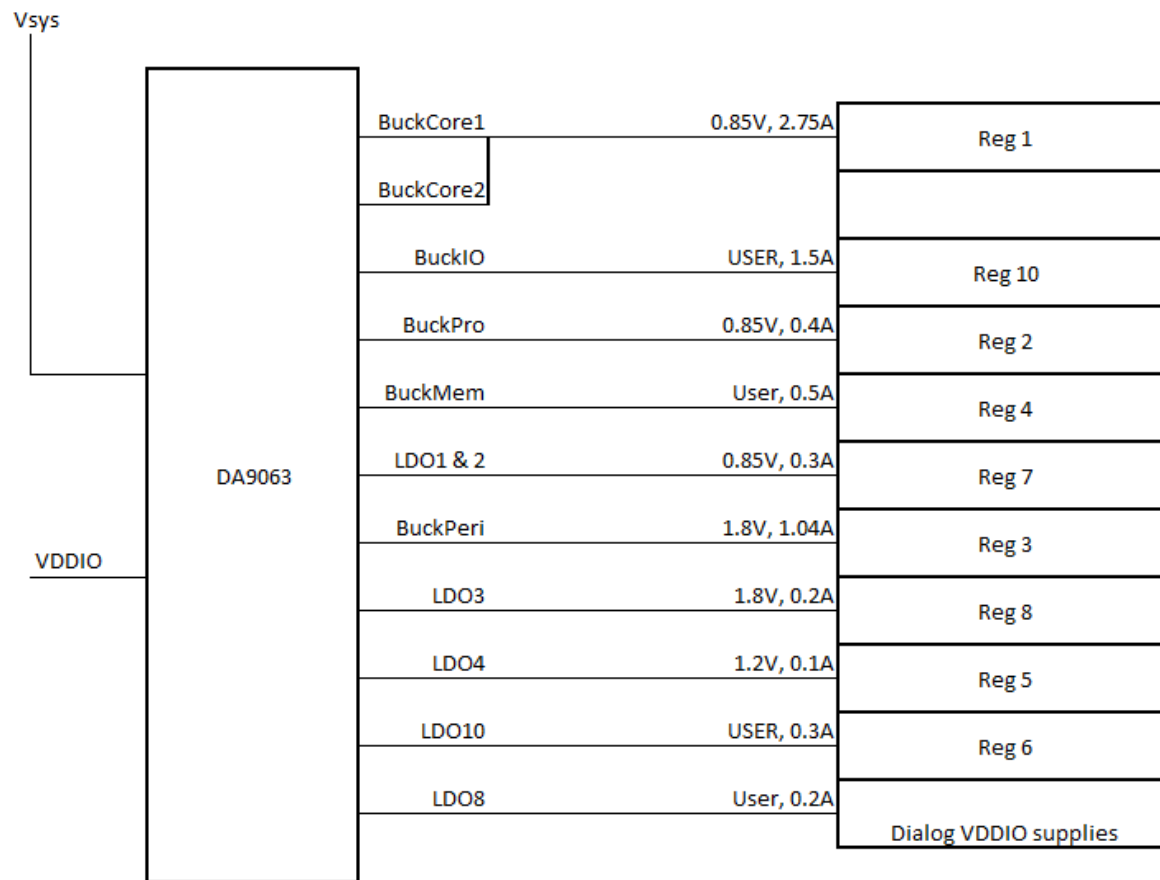 Vsys
BuckCore1 0.85V, 2.75A Reg 1
BuckCore2
BuckIO USER, 1.5A Reg 10
BuckPro 0.85V, 0.4A Reg 2
BuckMem User, 0.5A Reg 4
DA9063 LDO1 & 2 0.85V, 0.3A Reg 7
BuckPeri 1.8V, 1.04A Reg 3
VDDIO
LDO3 1.8V, 0.2A Reg 8
LDO4 1.2V, 0.1A Reg 5
LDO10 USER, 0.3A Reg 6
LDO8 User, 0.2A
Dialog VDDIO supplies